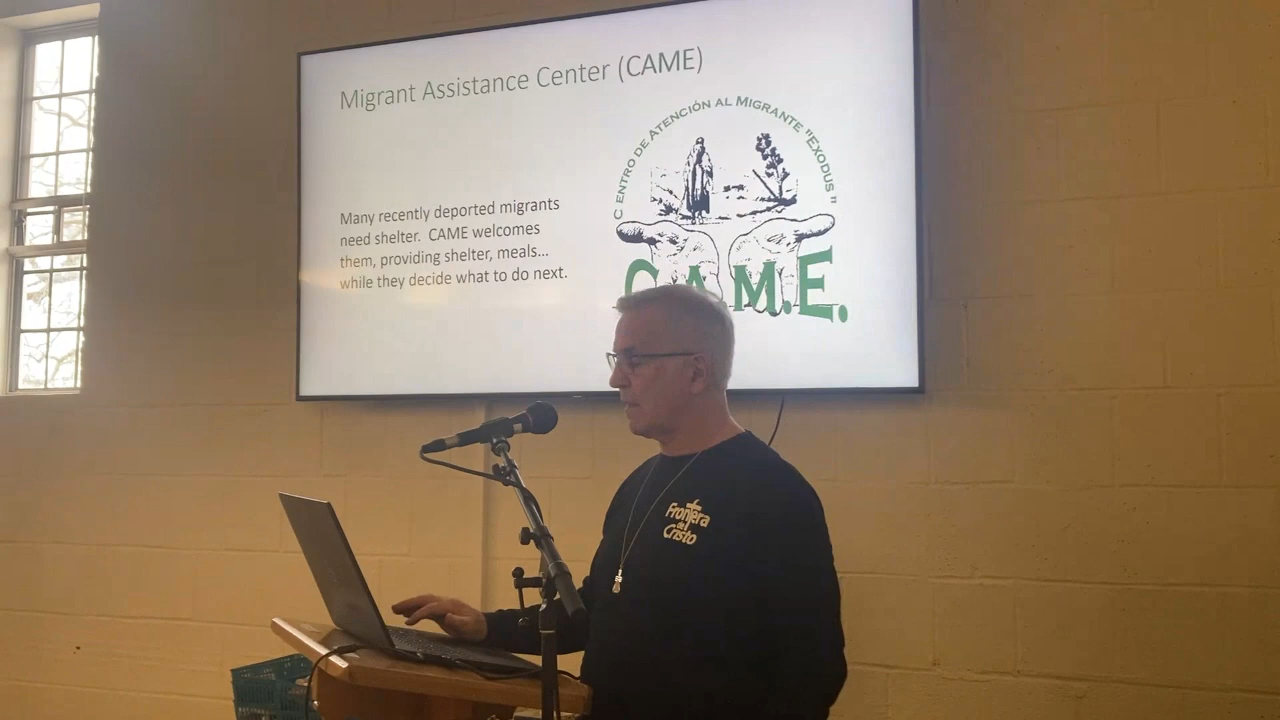 Migrant Assistance Center (CAME)
CENTRO DE ATENCIÓN AL MIGRANTE "EXODUS"
Many recently deported migrants
need shelter. CAME welcomes
them, providing shelter, meals...
while they decide what to do next.
C.A.M.E.
Frontera
de
Cristo